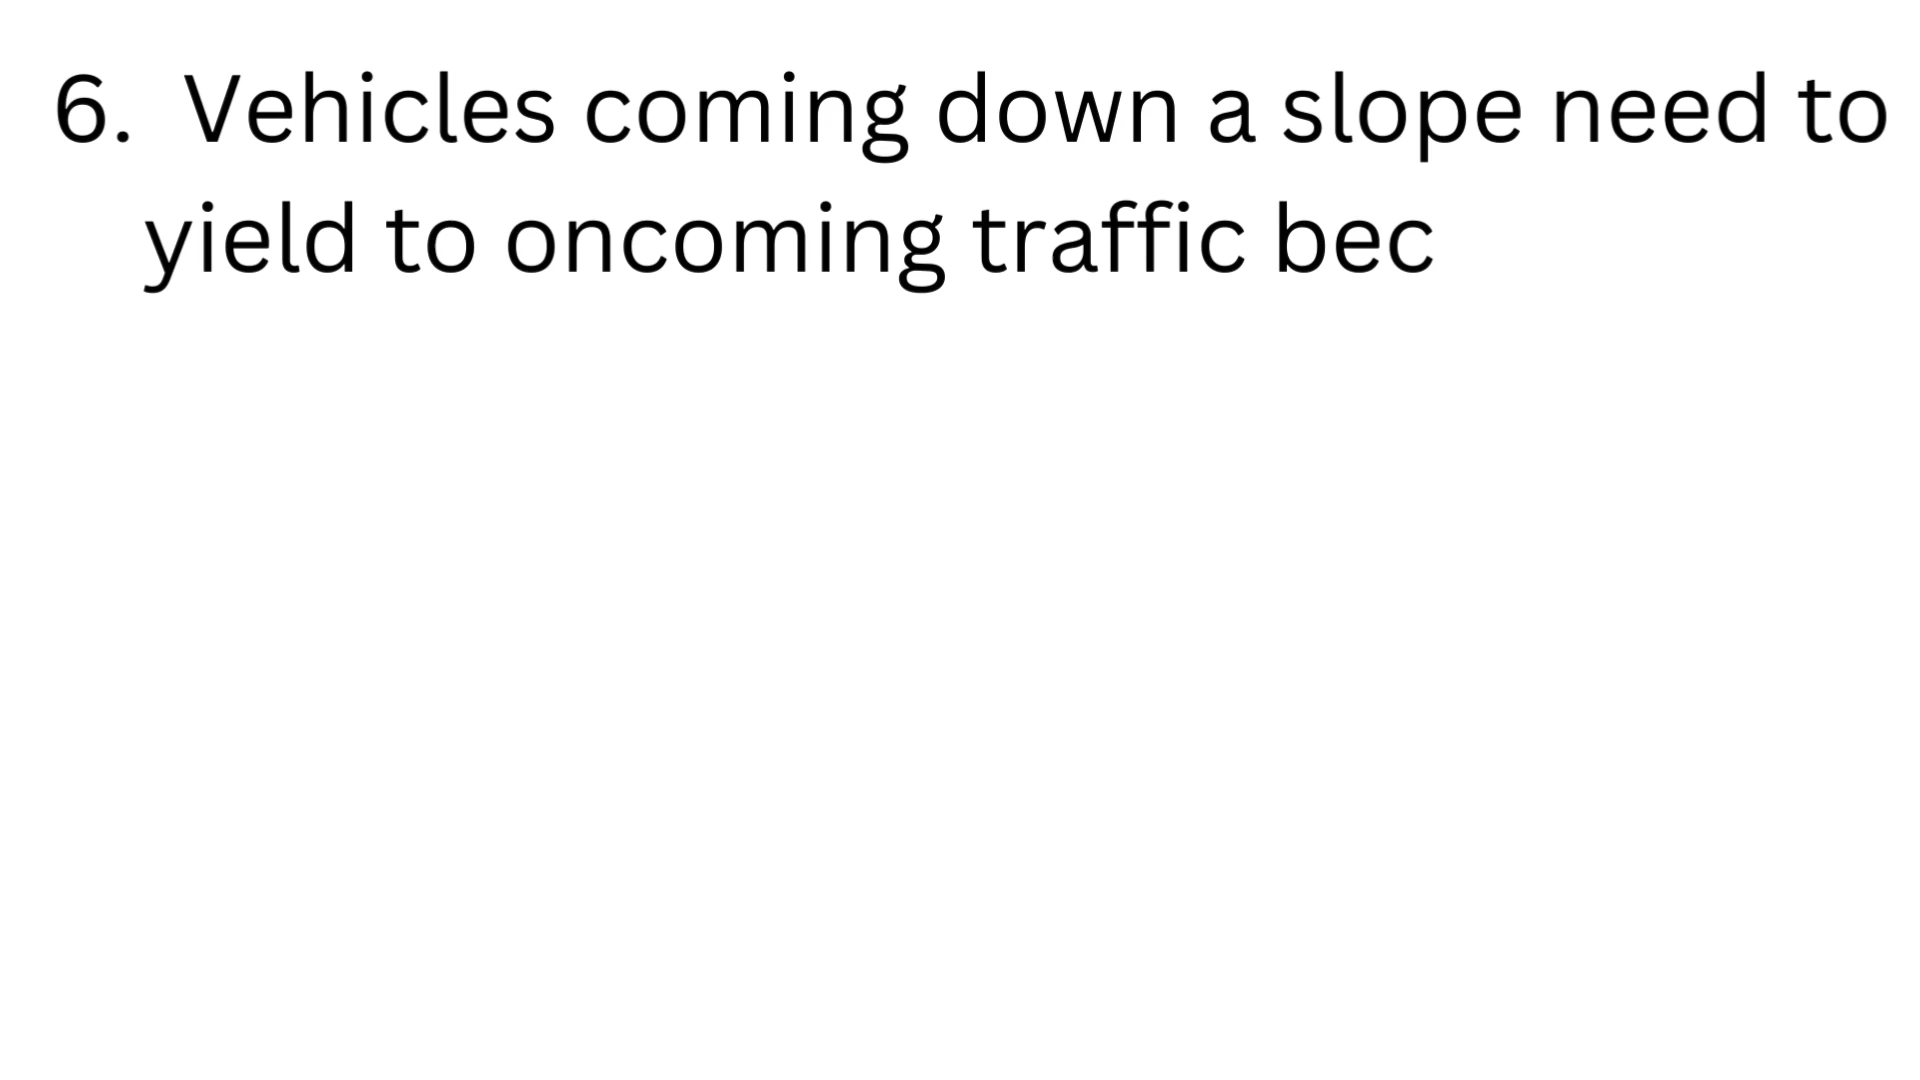 6. Vehicles coming down a slope need to
yield to oncoming traffic bec